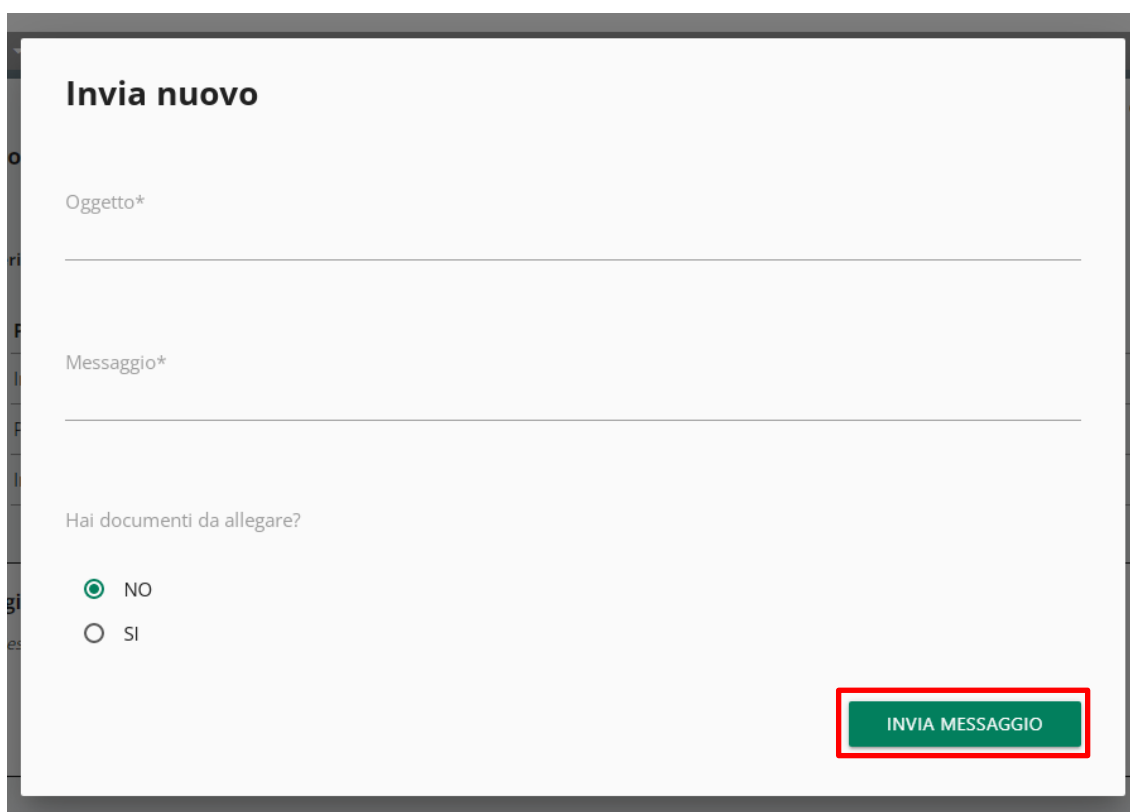 Invia nuovo
Oggetto*
Messaggio*
Hai documenti da allegare?
NO
SI
INVIA MESSAGGIO